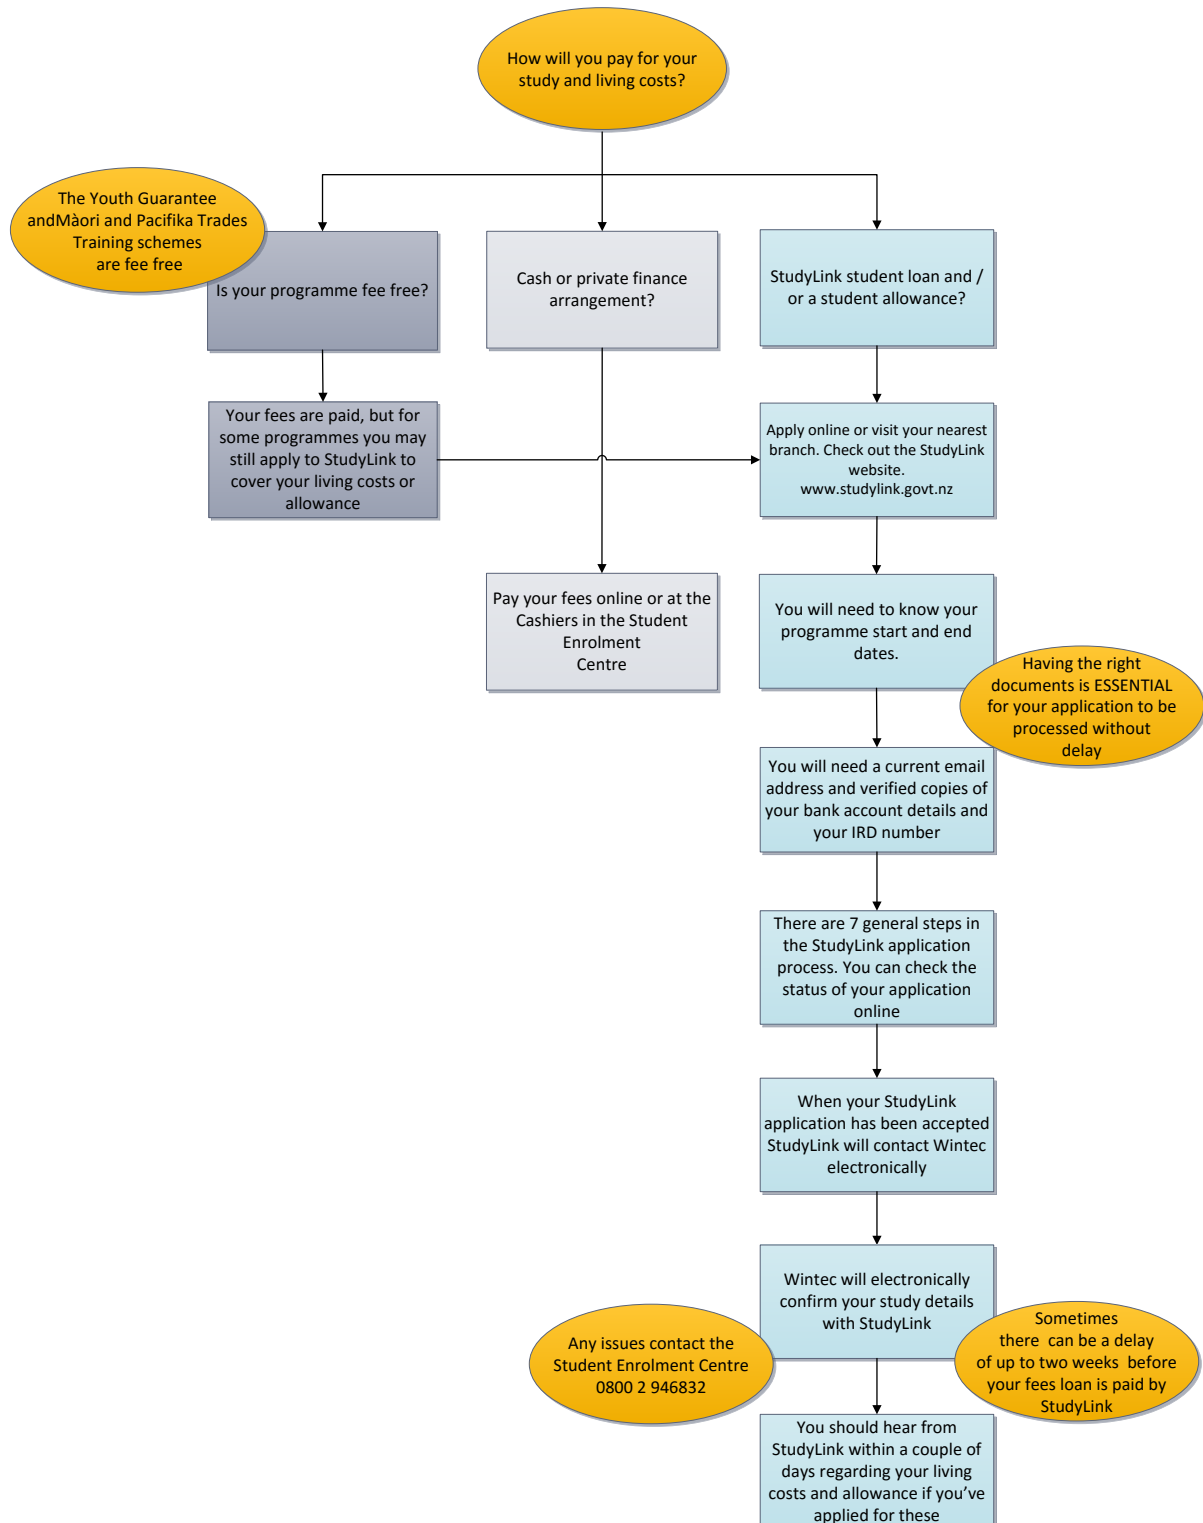 How will you pay for your
study and living costs?
The Youth Guarantee
andMàori and Pacifika Trades
Training schemes
are fee free
Is your programme fee free?
Cash or private finance
arrangement?
StudyLink student loan and /
or a student allowance?
Your fees are paid, but for
some programmes you may
still apply to StudyLink to
cover your living costs or
allowance
Apply online or visit your nearest
branch. Check out the StudyLink
website.
www.studylink.govt.nz
Pay your fees online or at the
Cashiers in the Student
Enrolment
Centre
You will need to know your
programme start and end
dates.
Having the right
documents is ESSENTIAL
for your application to be
processed without
delay
You will need a current email
address and verified copies of
your bank account details and
your IRD number
There are 7 general steps in
the StudyLink application
process. You can check the
status of your application
online
When your StudyLink
application has been accepted
StudyLink will contact Wintec
electronically
Wintec will electronically
confirm your study details
with StudyLink
Any issues contact the
Student Enrolment Centre
0800 2 946832
Sometimes
there  can be a delay
of up to two weeks  before
your fees loan is paid by
StudyLink
You should hear from
StudyLink within a couple of
days regarding your living
costs and allowance if you’ve
applied for these